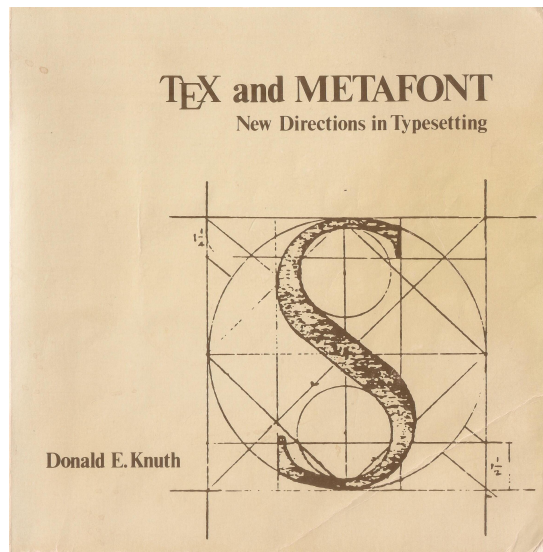 TEX and METAFONT
New Directions in Typesetting
S
Donald E. Knuth